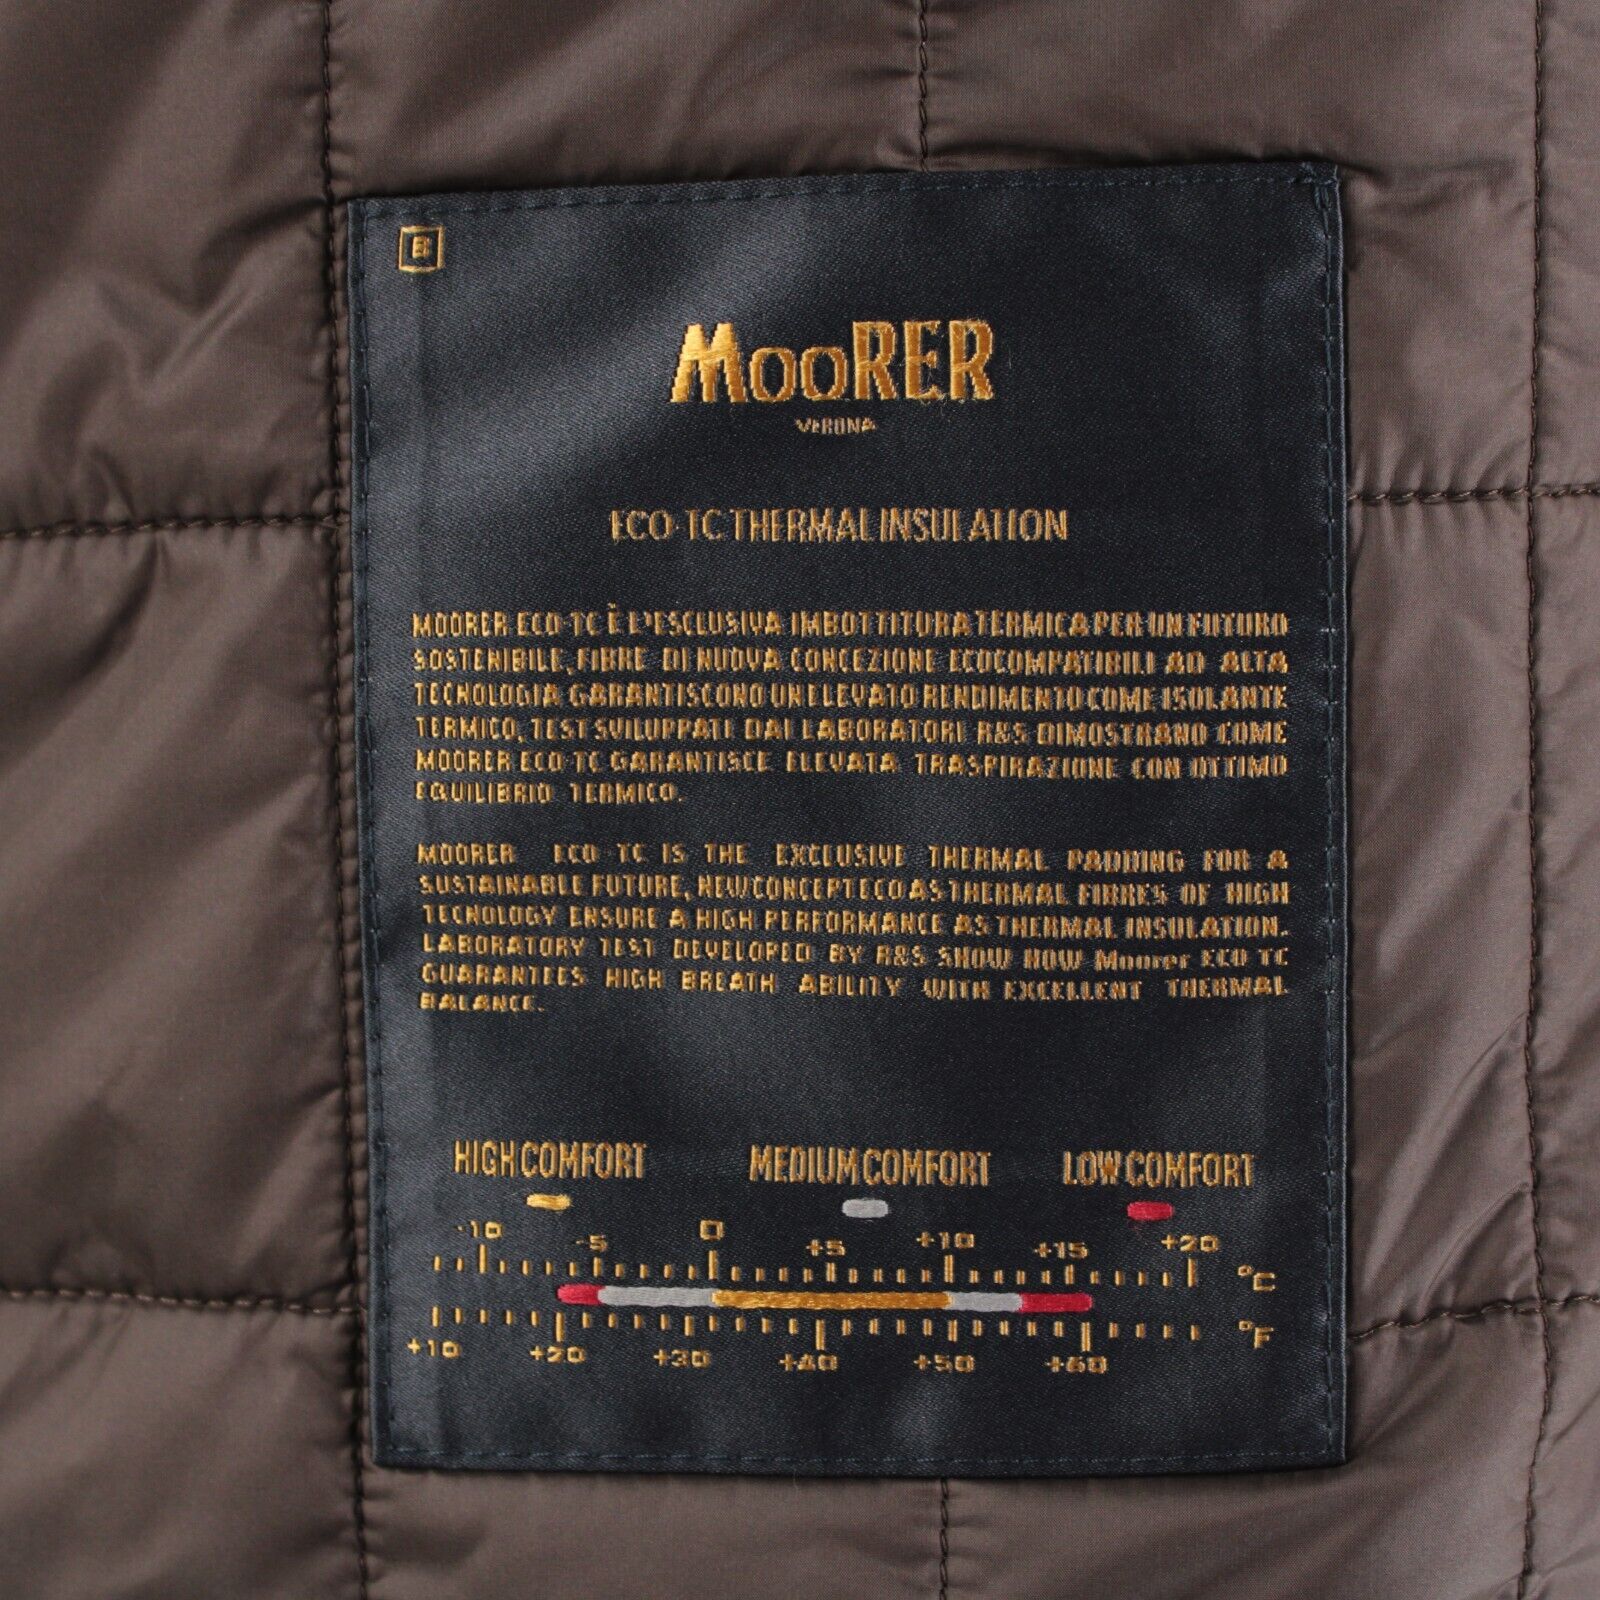 B
MOORER
VERONA
ECO-TC THERMAL INSULATION
MOORER ECO-TC È L'ESCLUSIVA IMBOTTITURA TERMICA PER UN FUTURO
SOSTENIBILE, FIBRE DI NUOVA CONCEZIONE ECOCOMPATIBILI AD ALTA
TECNOLOGIA GARANTISCONO UN ELEVATO RENDIMENTO COME ISOLANTE
TERMICO, TEST SVILUPPATI DAI LABORATORI R&S DIMOSTRANO COME
MOORER ECO-TC GARANTISCE ELEVATA TRASPIRAZIONE CON OTTIMO
EQUILIBRIO TERMICO.
MOORER ECO-TC IS THE EXCLUSIVE THERMAL PADDING FOR A
SUSTAINABLE FUTURE, NEW CONCEPT ECO AS THERMAL FIBRES OF HIGH
TECNOLOGY ENSURE A HIGH PERFORMANCE AS THERMAL INSULATION.
LABORATORY TEST DEVELOPED BY R&S SHOW HOW Moorer ECO TC
GUARANTEES HIGH BREATH ABILITY WITH EXCELLENT THERMAL
BALANCE.
HIGH COMFORT MEDIUM COMFORT LOW COMFORT
-10 -5 0 +5 +10 +15 +20
°C
°F
+10 +20 +30 +40 +50 +60